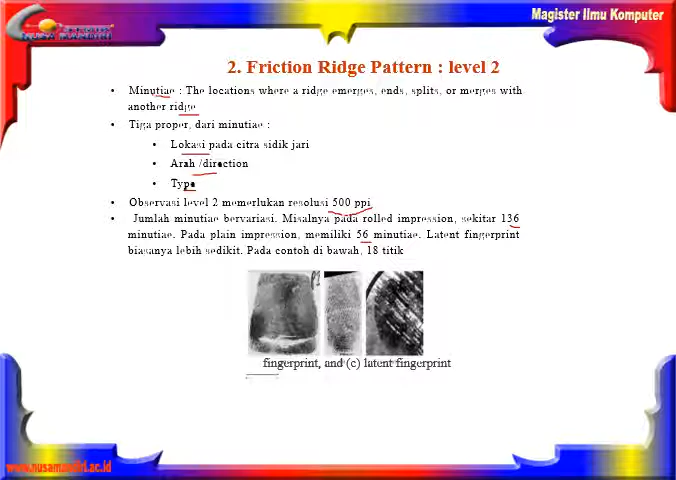 NUSA MANDIRI
Magister Ilmu Komputer
2. Friction Ridge Pattern : level 2
• Minutiae : The locations where a ridge emerges, ends, splits, or merges with
another ridge
• Tiga proper, dari minutiae :
• Lokasi pada citra sidik jari
• Arah /direction
• Type
• Observasi level 2 memerlukan resolusi 500 ppi
• Jumlah minutiae bervariasi. Misalnya pada rolled impression, sekitar 136
minutiae. Pada plain impression, memiliki 56 minutiae. Latent fingerprint
biasanya lebih sedikit. Pada contoh di bawah, 18 titik
fingerprint, and (c) latent fingerprint
www.nusamandiri.ac.id